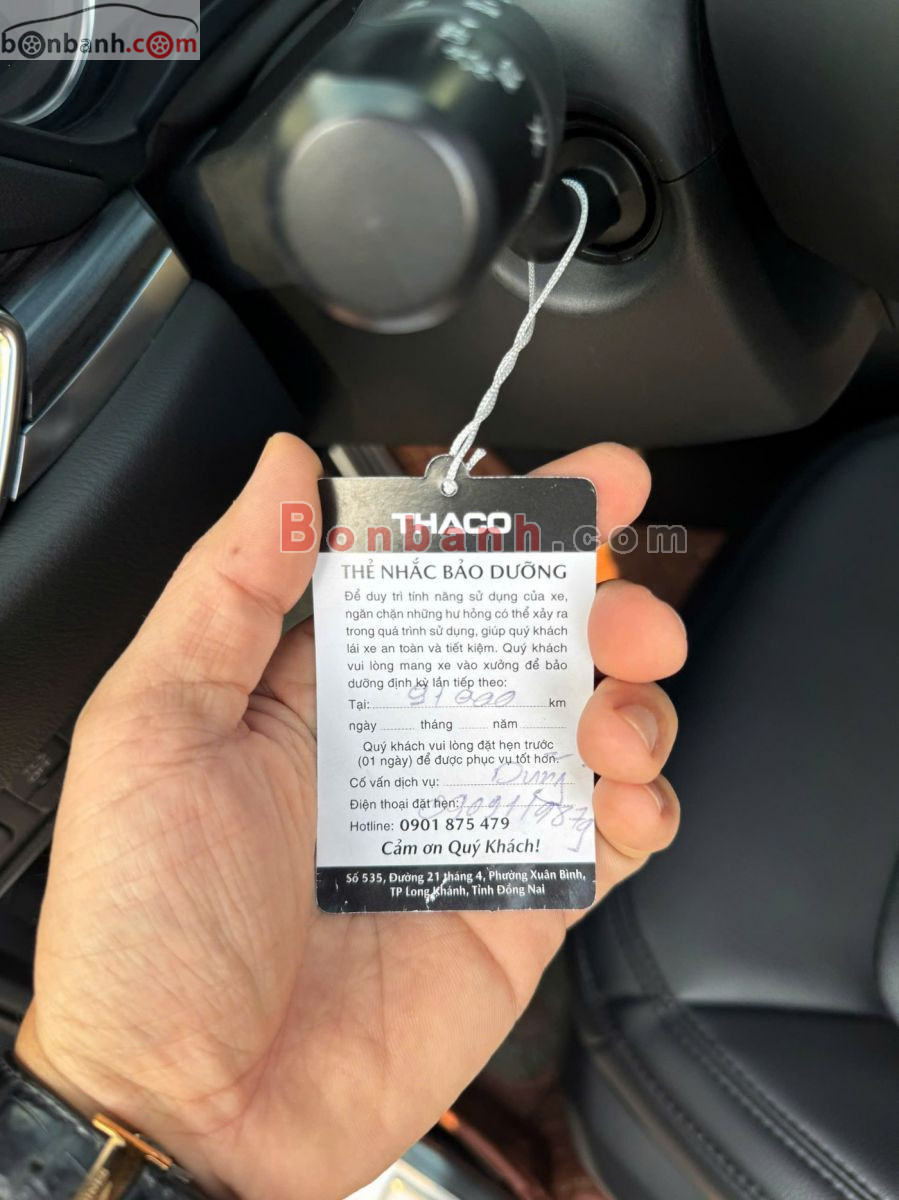 bonbanh.com
THACO
Bonbanh.com
THẺ NHẮC BẢO DƯỠNG
Để duy trì tính năng sử dụng của xe,
ngăn chặn những hư hỏng có thể xảy ra
trong quá trình sử dụng, giúp quý khách
lái xe an toàn và tiết kiệm. Quý khách
vui lòng mang xe vào xưởng để bảo
dưỡng định kỳ lần tiếp theo:
Tại: 91 000 km
ngày tháng năm
Quý khách vui lòng đặt hẹn trước
(01 ngày) để được phục vụ tốt hơn.
Cố vấn dịch vụ:
Điện thoại đặt hẹn:
Hotline: 0901 875 479
Cảm ơn Quý Khách!
Số 535, Đường 21 tháng 4, Phường Xuân Bình,
TP Long Khánh, Tỉnh Đồng Nai